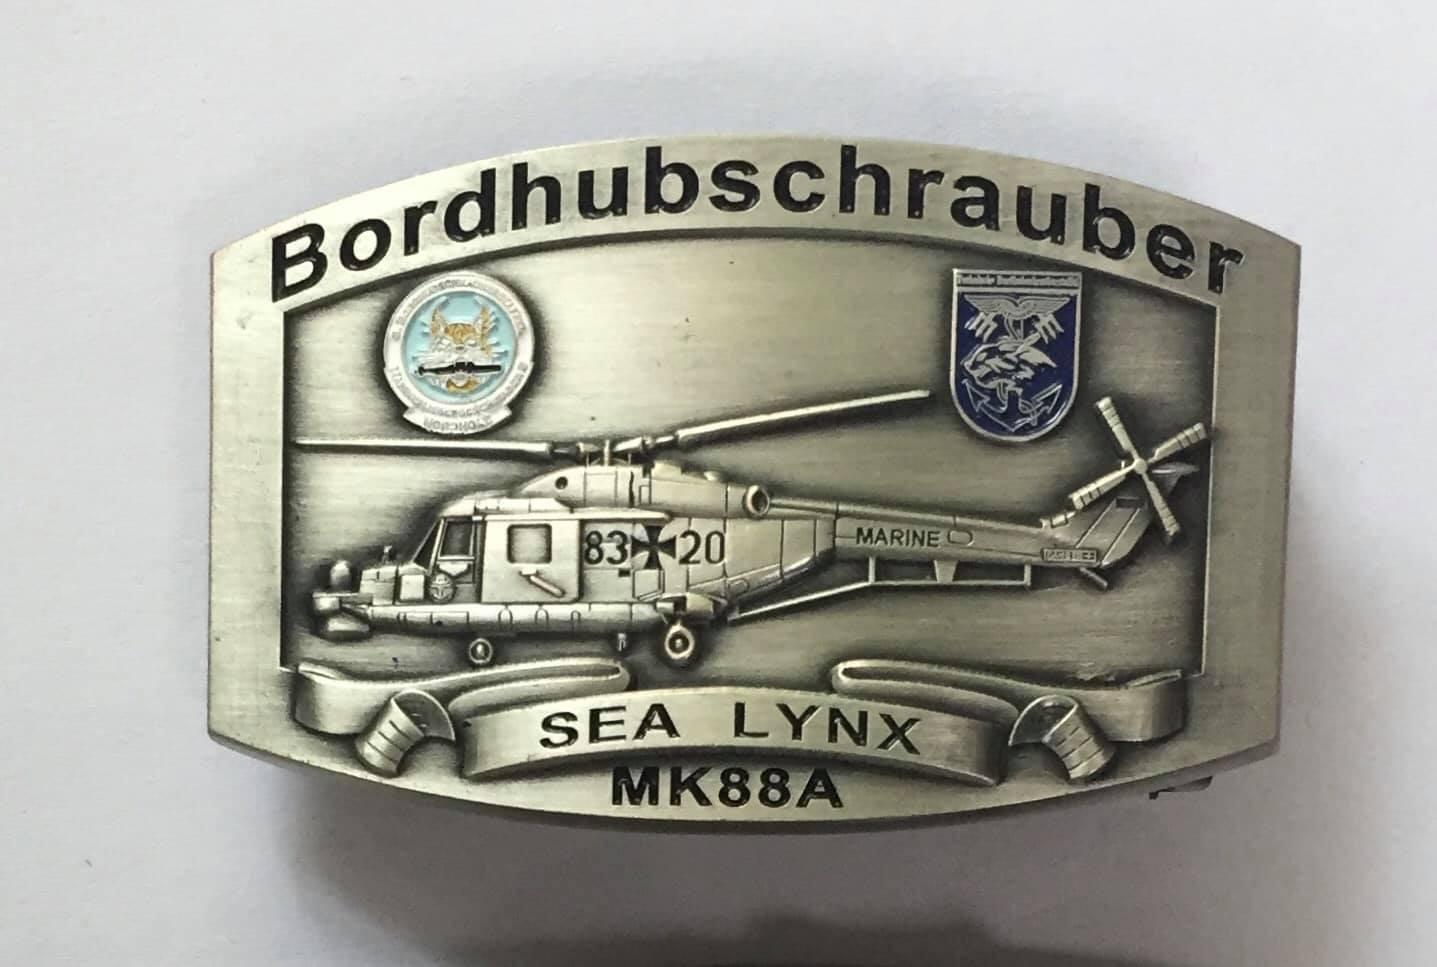 Bordhubschrauber
83 20
MARINE
SEA LYNX
MK88A